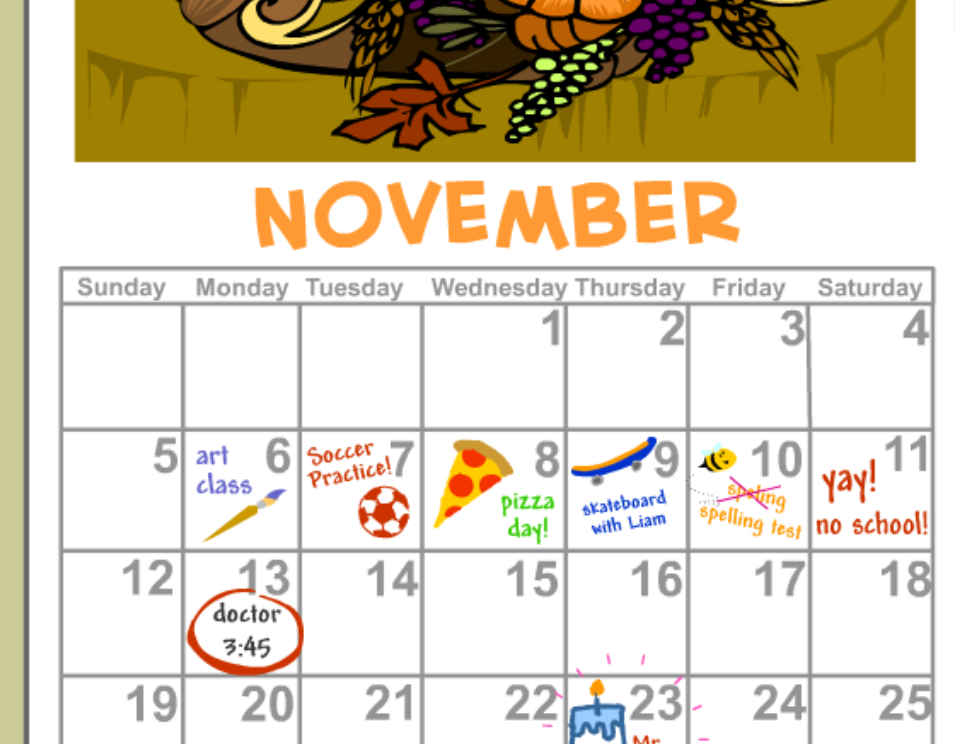 NOVEMBER
Sunday Monday Tuesday Wednesday Thursday Friday Saturday
1 2 3 4
5 6 7 8 9 10 11
art
class
Soccer
Practice!
pizza
day!
skateboard
with Liam
speling
spelling test
yay!
no school!
12 13 14 15 16 17 18
doctor
3:45
19 20 21 22 23 24 25
Mr